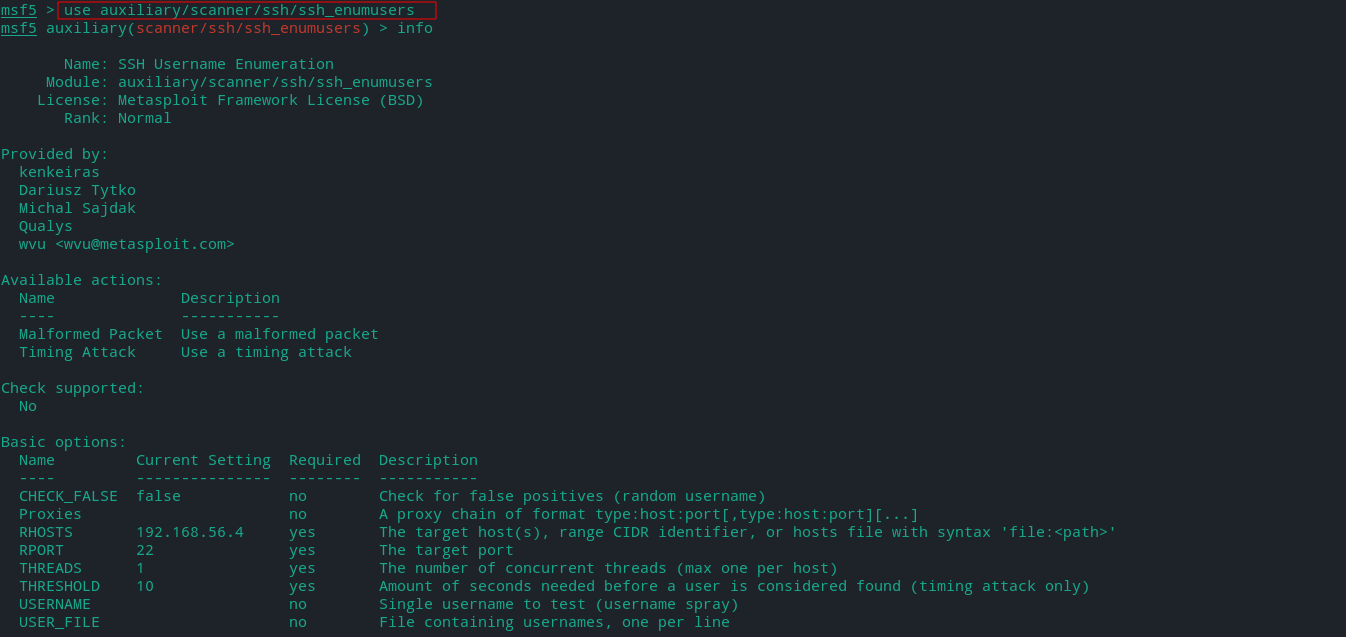 msf5 > use auxiliary/scanner/ssh/ssh_enumusers
msf5 auxiliary(scanner/ssh/ssh_enumusers) > info

       Name: SSH Username Enumeration
     Module: auxiliary/scanner/ssh/ssh_enumusers
    License: Metasploit Framework License (BSD)
       Rank: Normal

Provided by:
  kenkeiras
  Dariusz Tytko
  Michal Sajdak
  Qualys
  wvu <wvu@metasploit.com>

Available actions:
  Name              Description
  ----              -----------
  Malformed Packet  Use a malformed packet
  Timing Attack     Use a timing attack

Check supported:
  No

Basic options:
  Name         Current Setting  Required  Description
  ----         ---------------  --------  -----------
  CHECK_FALSE  false            no        Check for false positives (random username)
  Proxies                       no        A proxy chain of format type:host:port[,type:host:port][...]
  RHOSTS       192.168.56.4     yes       The target host(s), range CIDR identifier, or hosts file with syntax 'file:<path>'
  RPORT        22               yes       The target port
  THREADS      1                yes       The number of concurrent threads (max one per host)
  THRESHOLD    10               yes       Amount of seconds needed before a user is considered found (timing attack only)
  USERNAME                      no        Single username to test (username spray)
  USER_FILE                     no        File containing usernames, one per line